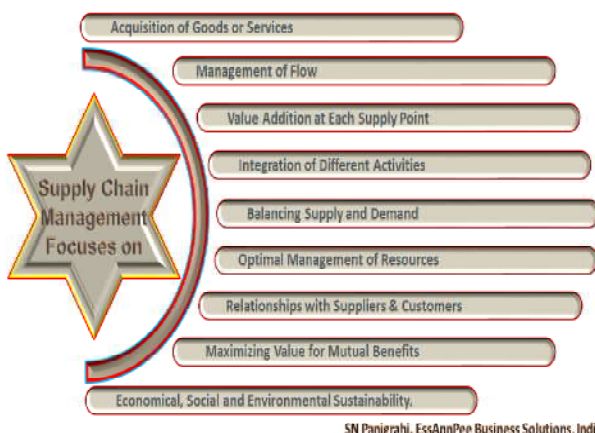 Acquisition of Goods or Services
Management of Flow
Value Addition at Each Supply Point
Integration of Different Activities
Supply Chain
Management
Focuses on
Balancing Supply and Demand
Optimal Management of Resources
Relationships with Suppliers & Customers
Maximizing Value for Mutual Benefits
Economical, Social and Environmental Sustainability.
SN Panigrahi, EssAnnPee Business Solutions, Indi